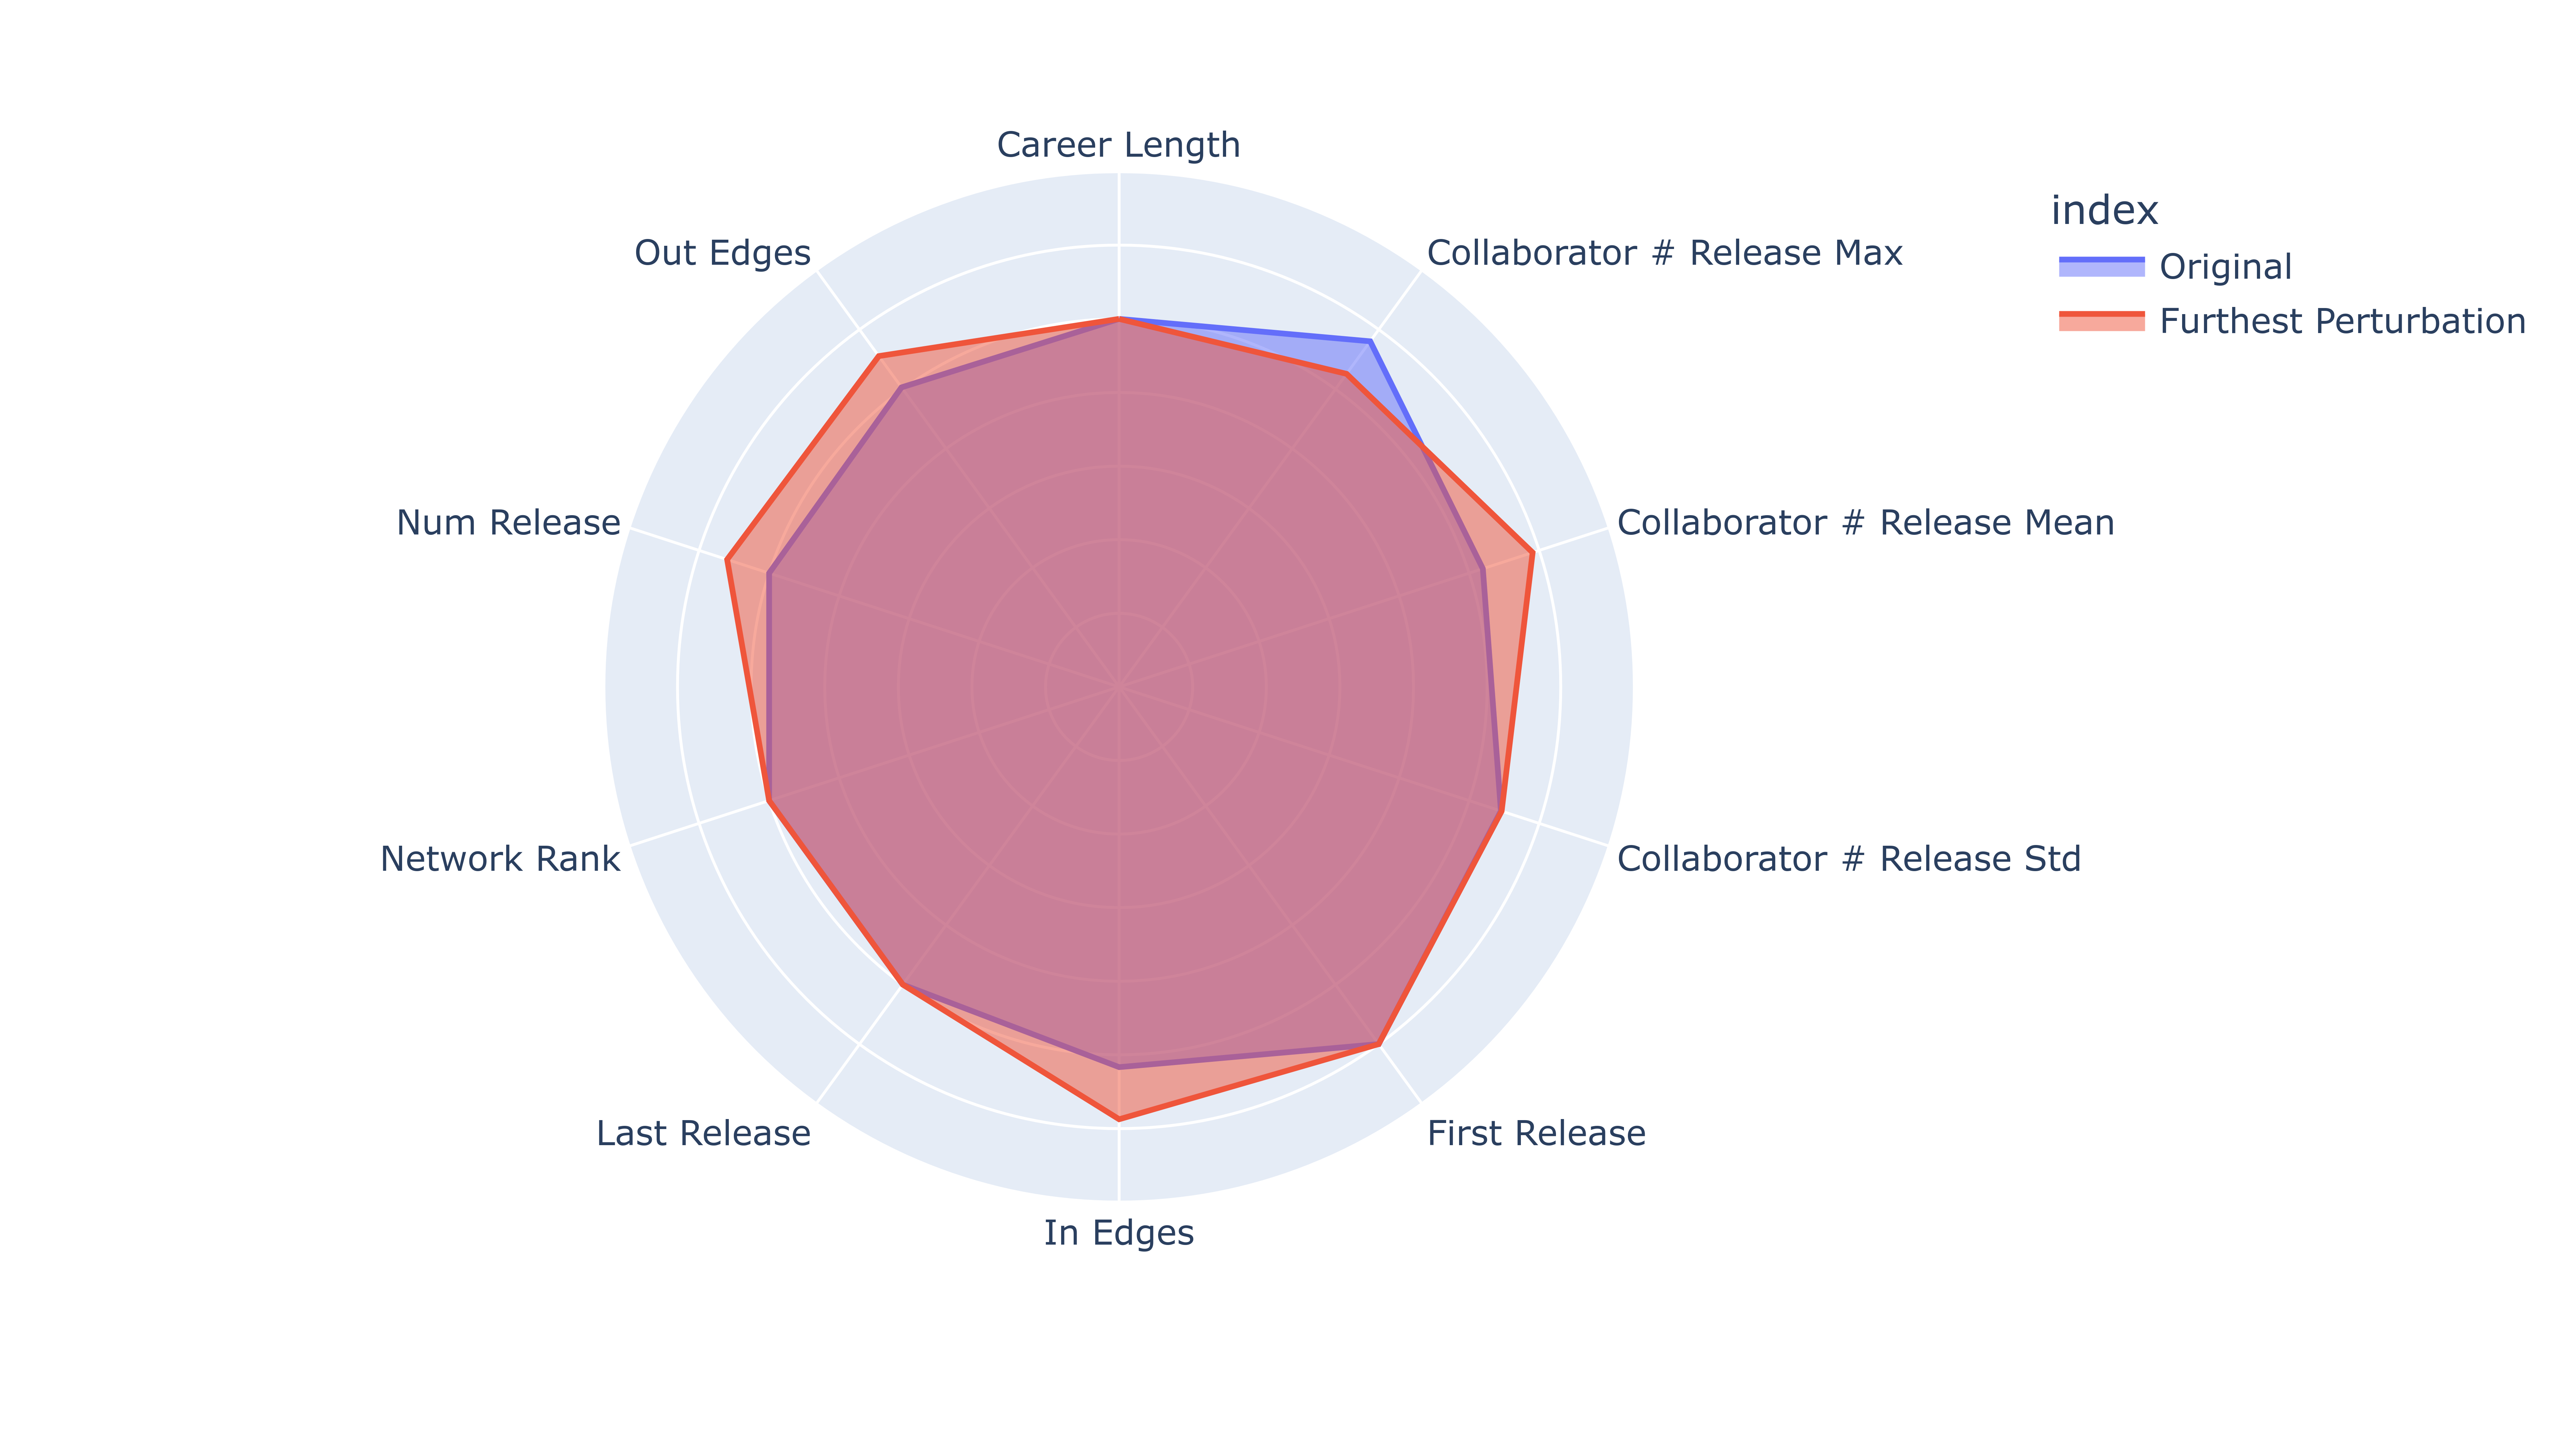 Career Length
Out Edges
Collaborator # Release Max
index
Original
Furthest Perturbation
Num Release
Collaborator # Release Mean
Network Rank
Collaborator # Release Std
Last Release
First Release
In Edges